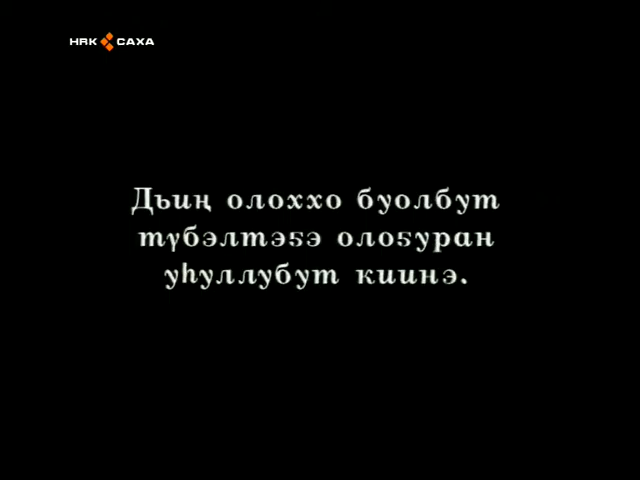 НВК САХА
Дьиҥ олоххо буолбут
түбэлтэҕэ олоҕуран
уһуллубут киинэ.